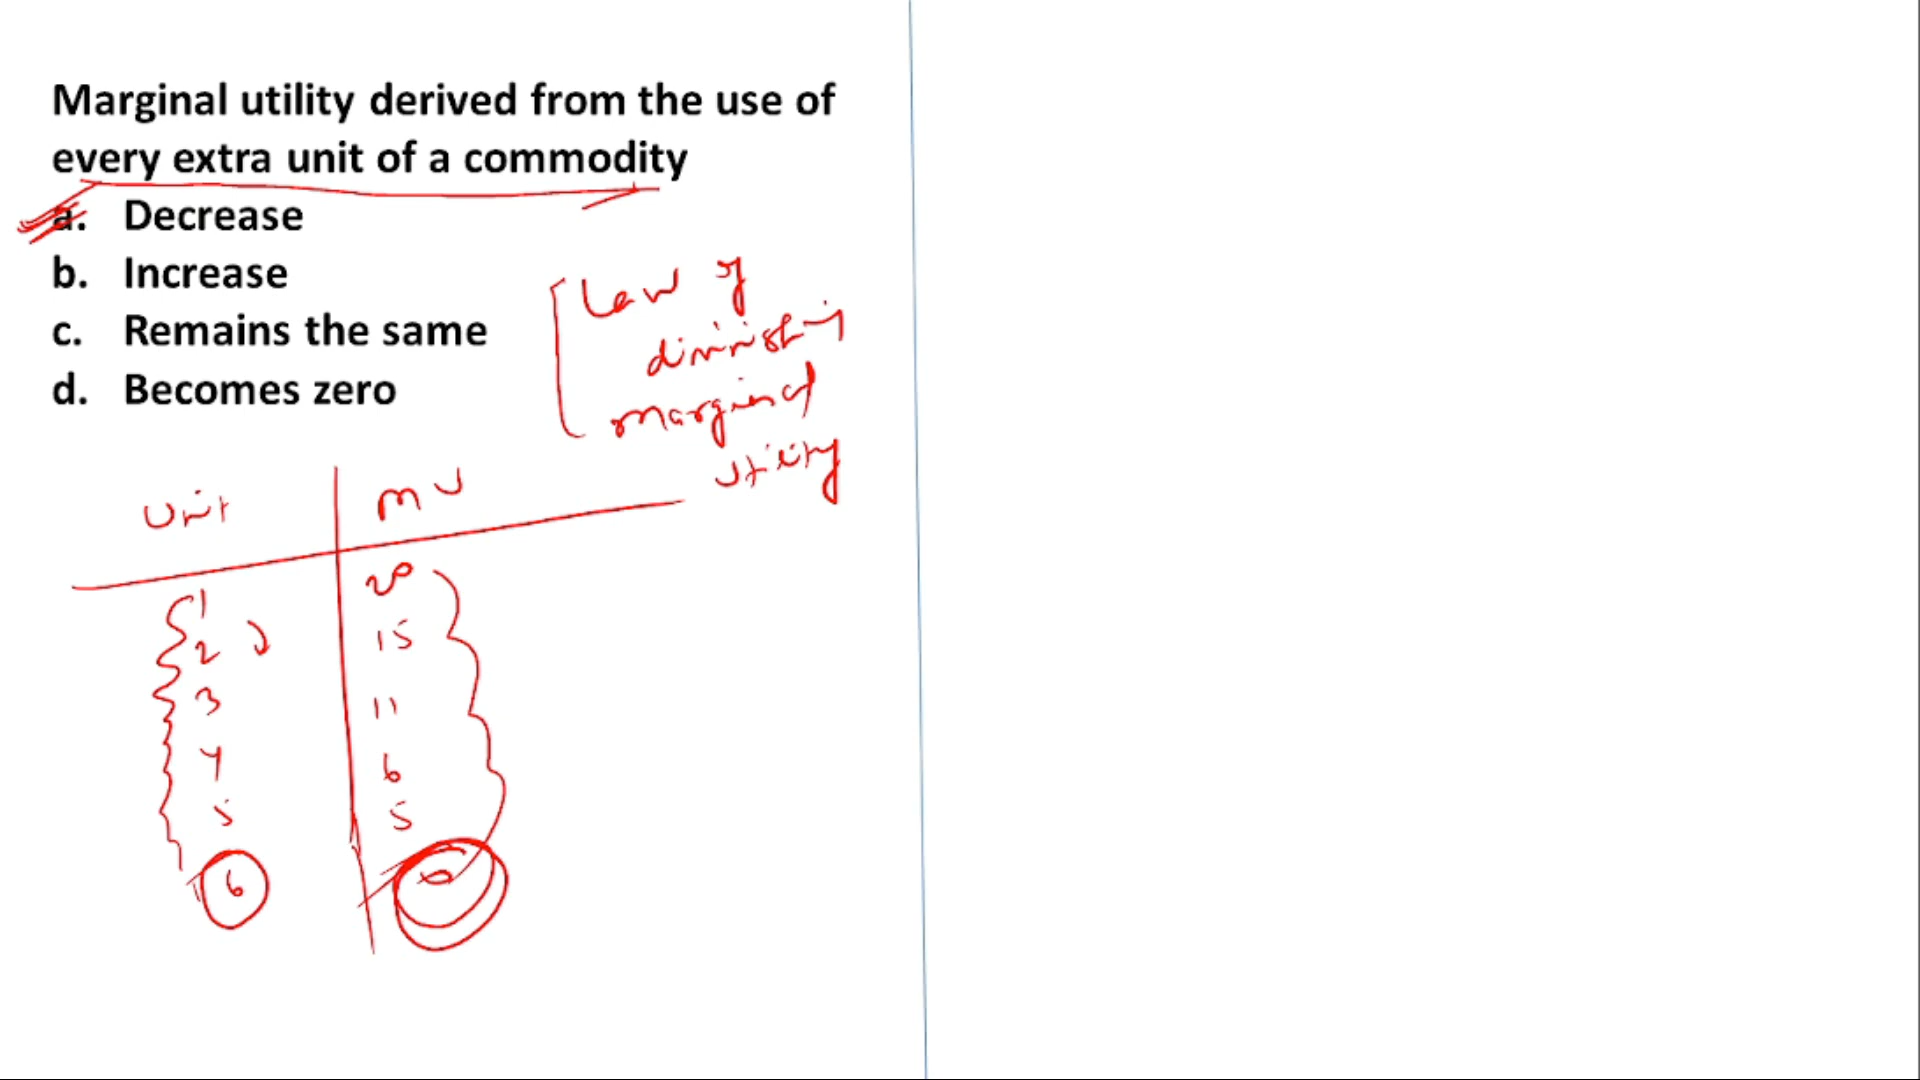 Marginal utility derived from the use of
every extra unit of a commodity
a. Decrease
b. Increase
c. Remains the same
d. Becomes zero
Law of
diminishing
marginal
utility
Unit MU
1 20
2 15
3 11
4 6
5 5
6 0